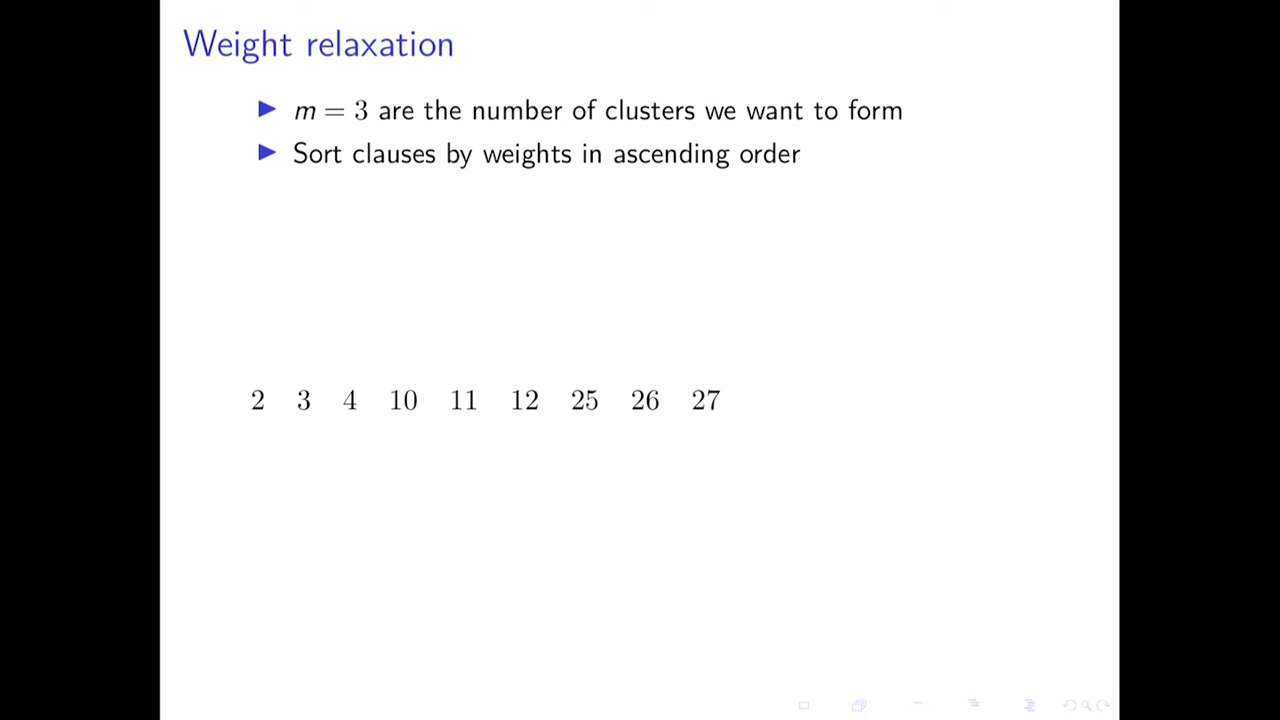 Weight relaxation
▶ m = 3 are the number of clusters we want to form
▶ Sort clauses by weights in ascending order
2 3 4 10 11 12 25 26 27